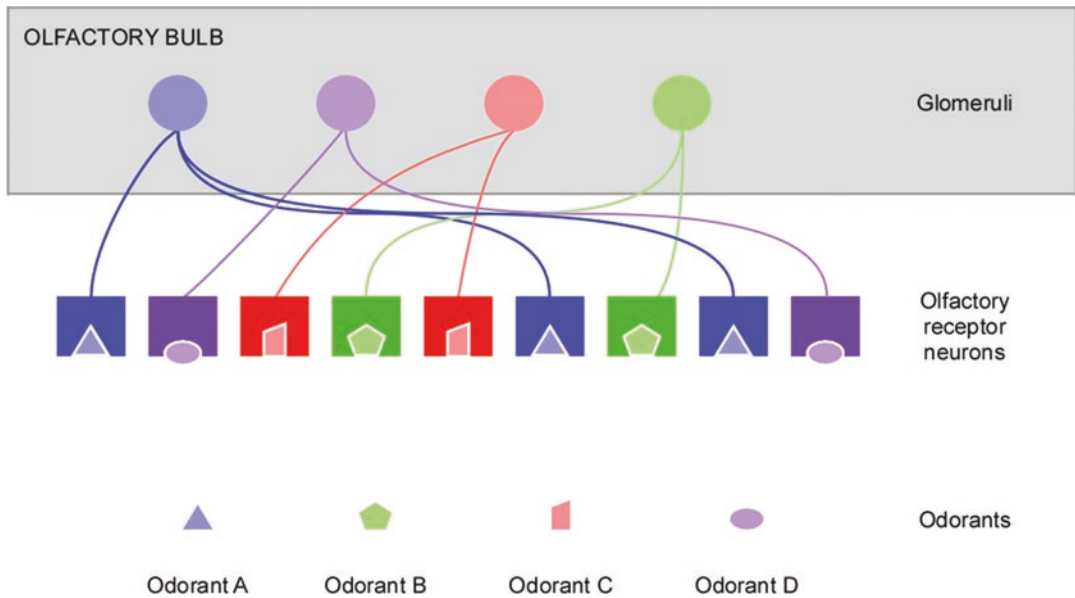 OLFACTORY BULB
Glomeruli
Olfactory
receptor
neurons
Odorants
Odorant A
Odorant B
Odorant C
Odorant D